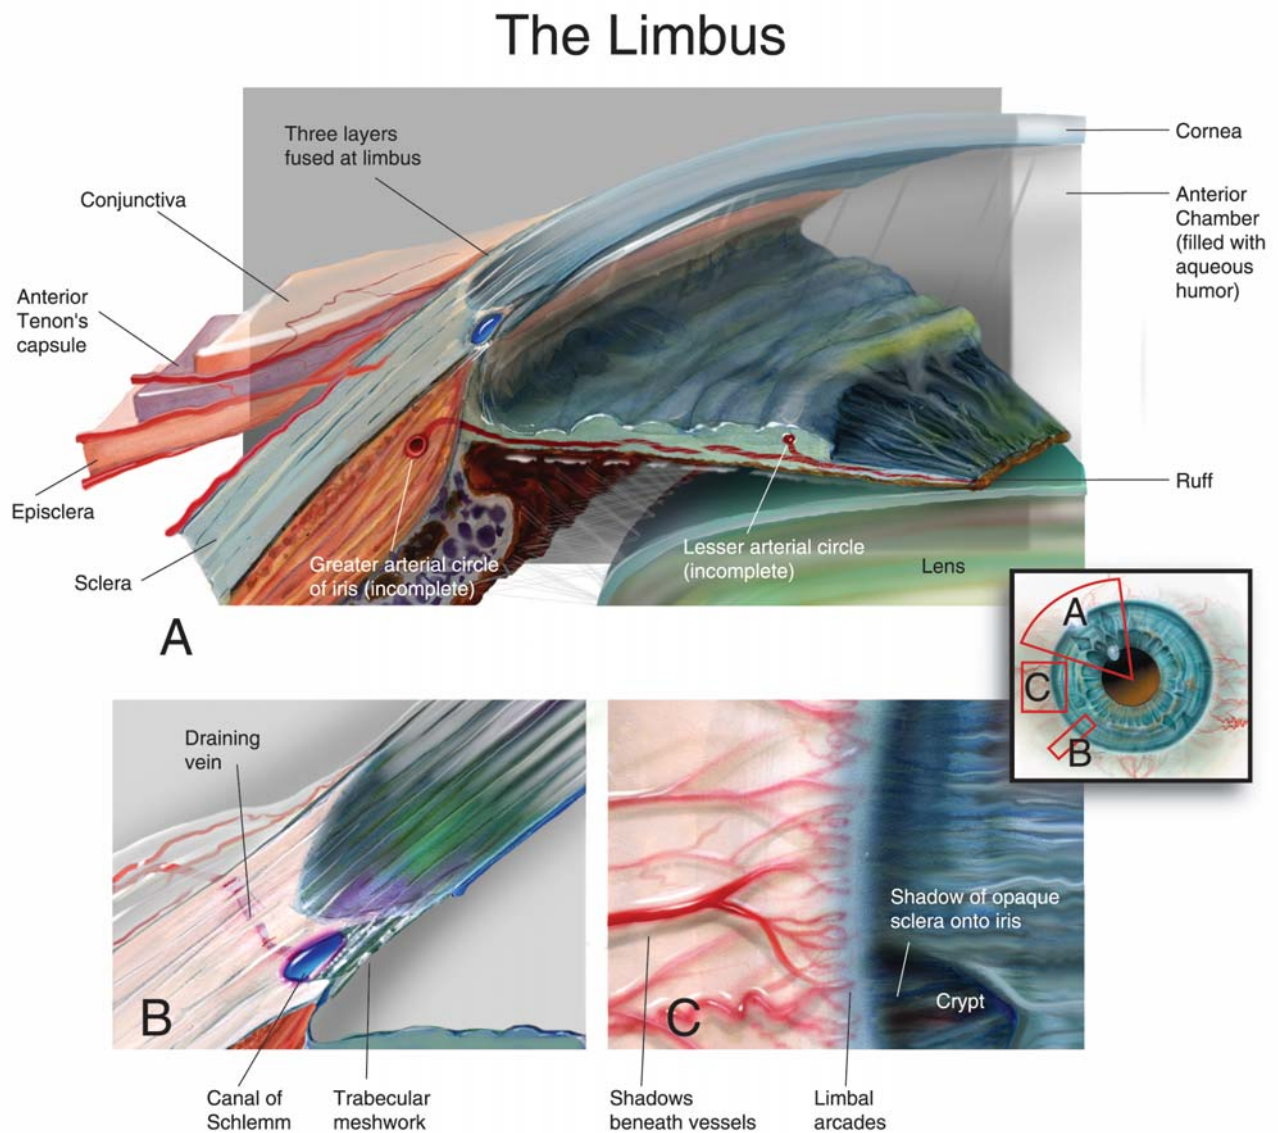 The Limbus
Three layers
fused at limbus
Conjunctiva
Anterior
Tenon's
capsule
Episclera
Sclera
Cornea
Anterior
Chamber
(filled with
aqueous
humor)
Ruff
Greater arterial circle
of iris (incomplete)
Lesser arterial circle
(incomplete)
Lens
A
A
C
B
Draining
vein
B
Canal of
Schlemm
Trabecular
meshwork
Shadow of opaque
sclera onto iris
Crypt
C
Shadows
beneath vessels
Limbal
arcades